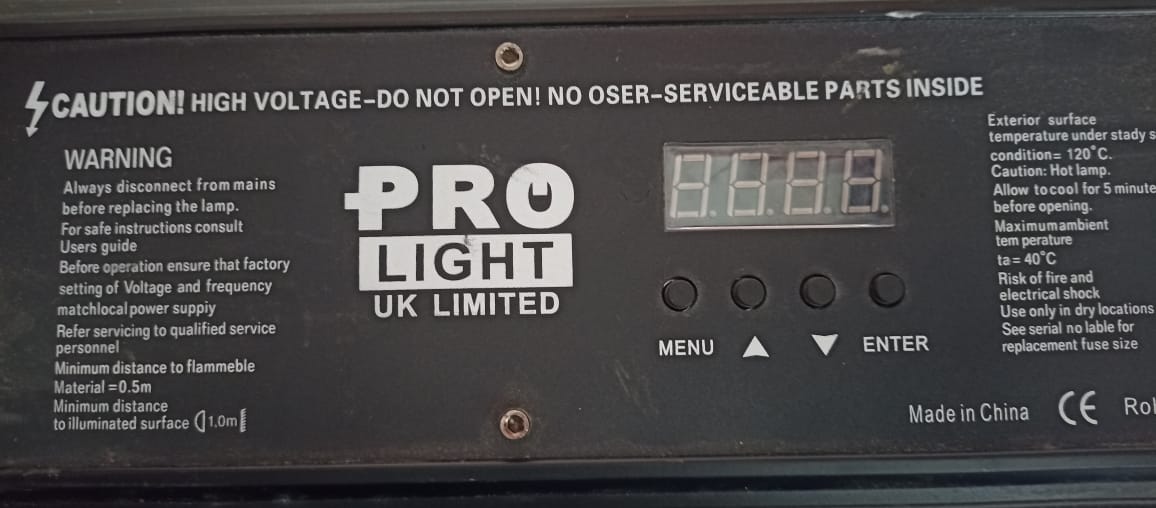 CAUTION! HIGH VOLTAGE-DO NOT OPEN! NO OSER-SERVICEABLE PARTS INSIDE
WARNING
Always disconnect from mains
before replacing the lamp.
For safe instructions consult
Users guide
Before operation ensure that factory
setting of Voltage and frequency
matchlocal power suppiy
Refer servicing to qualified service
personnel
Minimum distance to flammeble
Material =0.5m
Minimum distance
to illuminated surface 1.0m
PRO
LIGHT
UK LIMITED
MENU ▲ ▼ ENTER
Exterior surface
temperature under stady s
condition= 120°C.
Caution: Hot lamp.
Allow to cool for 5 minute
before opening.
Maximum ambient
tem perature
ta= 40°C
Risk of fire and
electrical shock
Use only in dry locations
See serial no lable for
replacement fuse size
Made in China CE